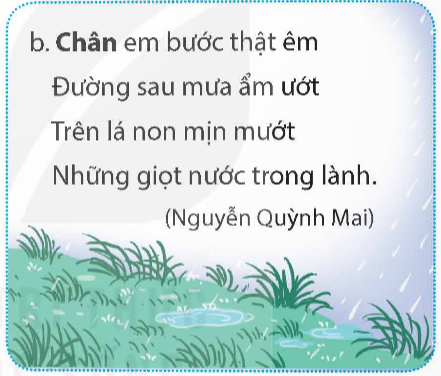 b. Chân em bước thật êm
Đường sau mưa ẩm ướt
Trên lá non mịn mướt
Những giọt nước trong lành.
(Nguyễn Quỳnh Mai)